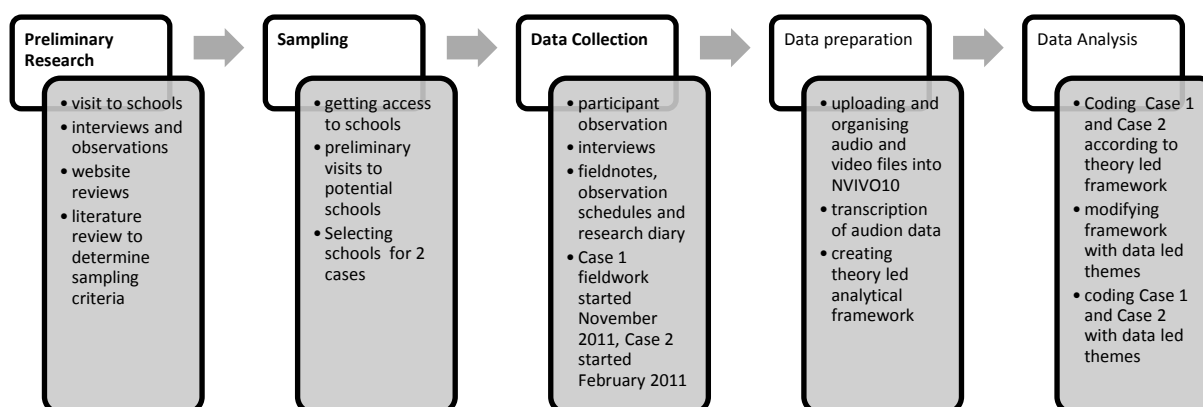 Preliminary
Research
• visit to schools
• interviews and
observations
• website
reviews
• literature
review to
determine
sampling
criteria
Sampling
• getting access
to schools
• preliminary
visits to
potential
schools
• Selecting
schools for 2
cases
Data Collection
• participant
observation
• interviews
• fieldnotes,
observation
schedules and
research diary
• Case 1
fieldwork
started
November
2011, Case 2
started
February 2011
Data preparation
• uploading and
organising
audio and
video files into
NVIVO10
• transcription
of audion data
• creating
theory led
analytical
framework
Data Analysis
• Coding Case 1
and Case 2
according to
theory led
framework
• modifying
framework
with data led
themes
• coding Case 1
and Case 2
with data led
themes